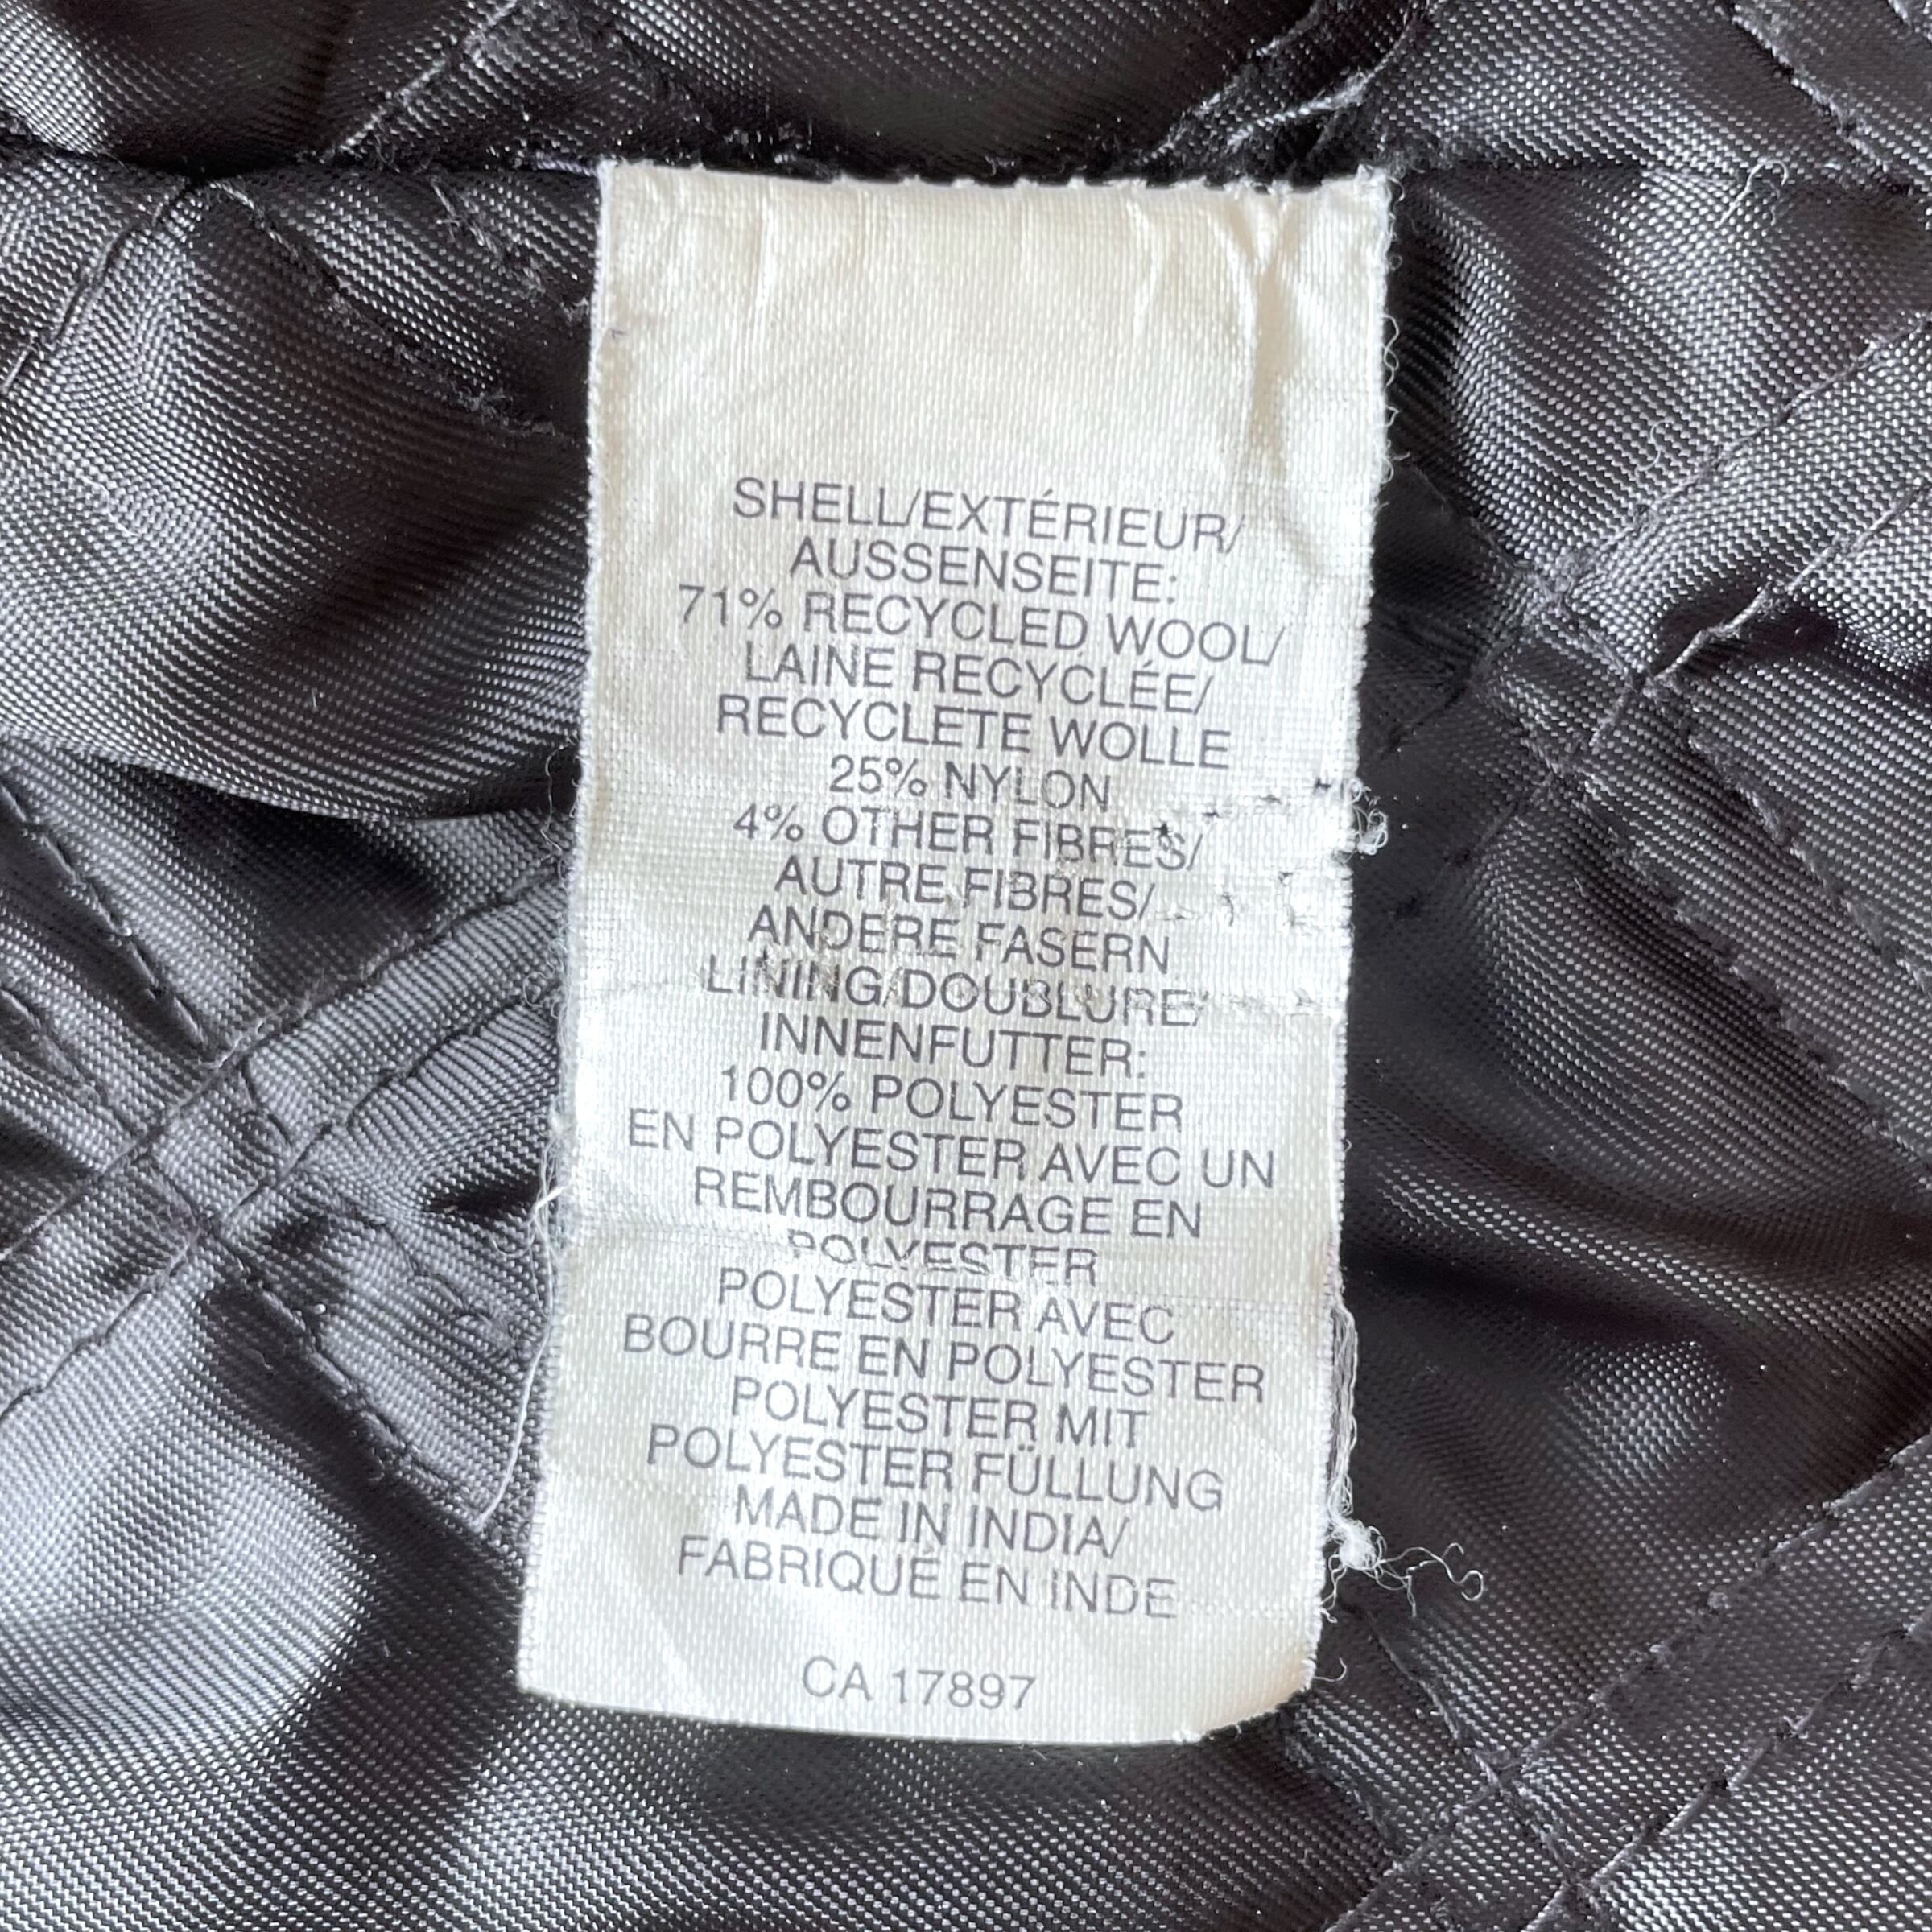 SHELL/EXTÉRIEUR/
AUSSENSEITE:
71% RECYCLED WOOL/
LAINE RECYCLÉE/
RECYCLETE WOLLE
25% NYLON
4% OTHER FIBRES/
AUTRE FIBRES/
ANDERE FASERN
LINING/DOUBLURE/
INNENFUTTER:
100% POLYESTER
EN POLYESTER AVEC UN
REMBOURRAGE EN
POLYESTER
POLYESTER AVEC
BOURRE EN POLYESTER
POLYESTER MIT
POLYESTER FÜLLUNG
MADE IN INDIA/
FABRIQUÉ EN INDE
CA 17897